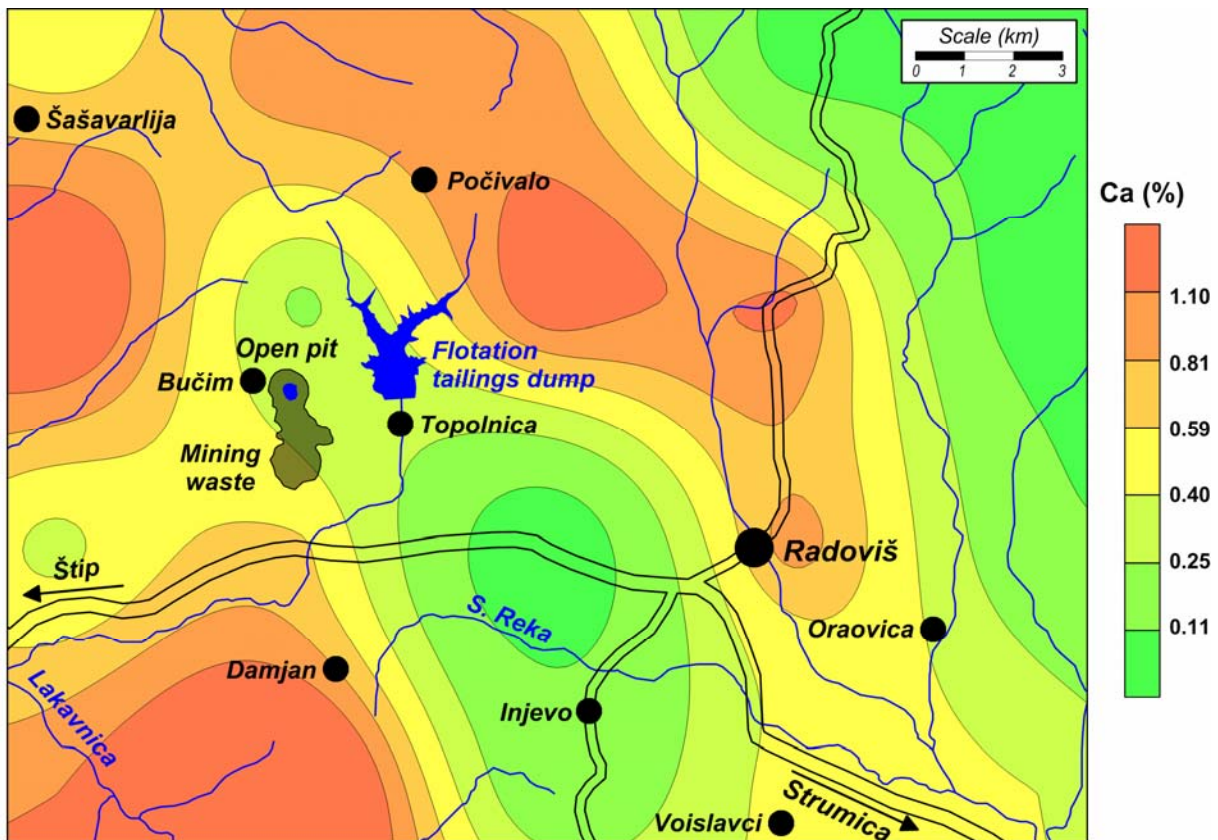 Scale (km)
0 1 2 3
Šašavarlija
Počivalo
Ca (%)
1.10
0.81
0.59
0.40
0.25
0.11
Open pit
Bučim
Flotation
tailings dump
Topolnica
Mining
waste
Štip
Radoviš
S. Reka
Oraovica
Damjan
Lakavnica
Injevo
Voislavci
Strumica